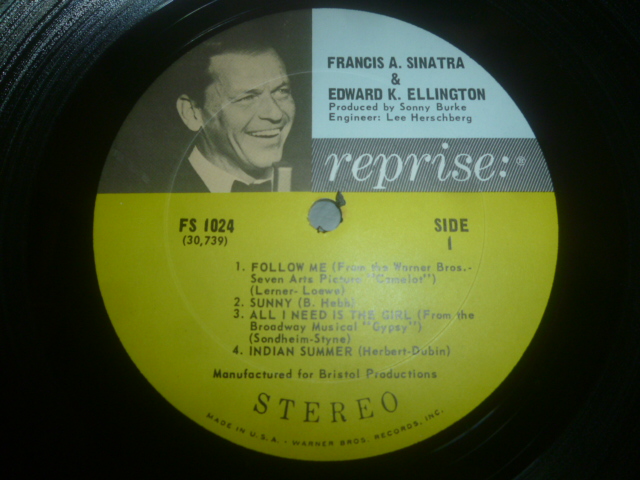 FRANCIS A. SINATRA
&
EDWARD K. ELLINGTON
Produced by Sonny Burke
Engineer: Lee Herschberg
reprise:®
FS 1024
(30,739)
SIDE
1
1. FOLLOW ME (From the Warner Bros.-
Seven Arts Picture "Camelot")
(Lerner-Loewe)
2. SUNNY (B. Hebb)
3. ALL I NEED IS THE GIRL (From the
Broadway Musical "Gypsy")
(Sondheim-Styne)
4. INDIAN SUMMER (Herbert-Dubin)
Manufactured for Bristol Productions
STEREO
MADE IN U.S.A. · WARNER BROS. RECORDS, INC.